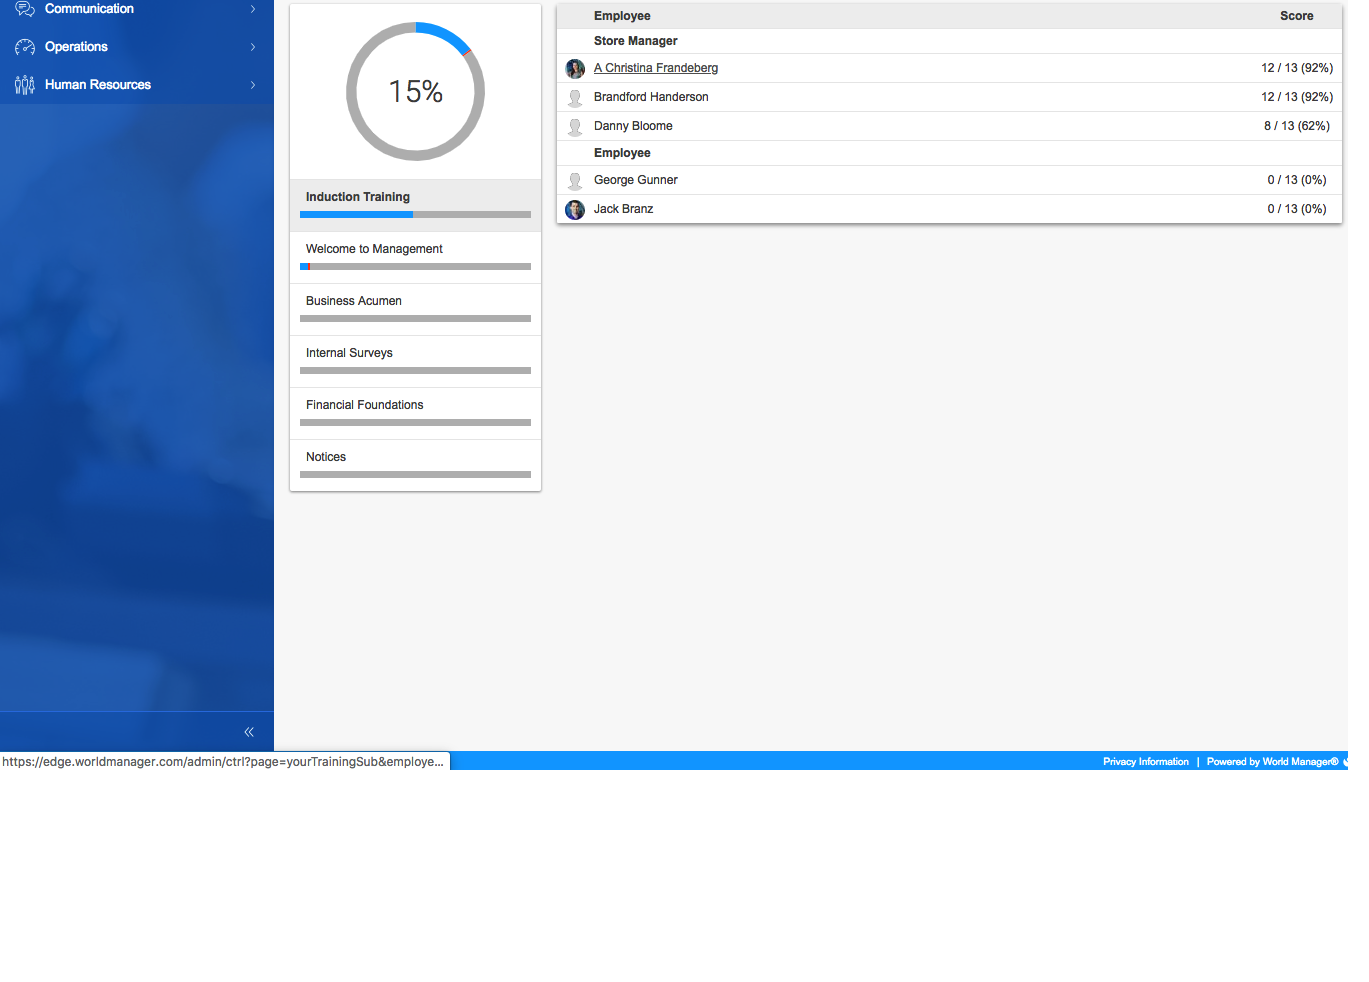 Communication
Operations
Human Resources
15%
Induction Training
Welcome to Management
Business Acumen
Internal Surveys
Financial Foundations
Notices
Employee Score
Store Manager
A Christina Frandeberg 12 / 13 (92%)
Brandford Handerson 12 / 13 (92%)
Danny Bloome 8 / 13 (62%)
Employee
George Gunner 0 / 13 (0%)
Jack Branz 0 / 13 (0%)
https://edge.worldmanager.com/admin/ctrl?page=yourTrainingSub&employe...
Privacy Information | Powered by World Manager®